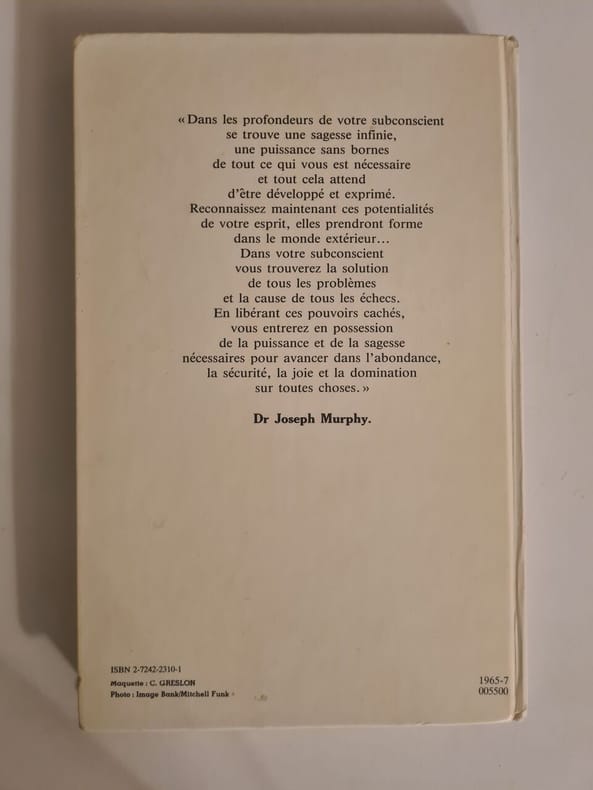 « Dans les profondeurs de votre subconscient
se trouve une sagesse infinie,
une puissance sans bornes
de tout ce qui vous est nécessaire
et tout cela attend
d'être développé et exprimé.
Reconnaissez maintenant ces potentialités
de votre esprit, elles prendront forme
dans le monde extérieur...
Dans votre subconscient
vous trouverez la solution
de tous les problèmes
et la cause de tous les échecs.
En libérant ces pouvoirs cachés,
vous entrerez en possession
de la puissance et de la sagesse
nécessaires pour avancer dans l'abondance,
la sécurité, la joie et la domination
sur toutes choses. »
Dr Joseph Murphy.
ISBN 2-7242-2310-1
Maquette : C. GRESLON
Photo : Image Bank/Mitchell Funk
1965-7
005500